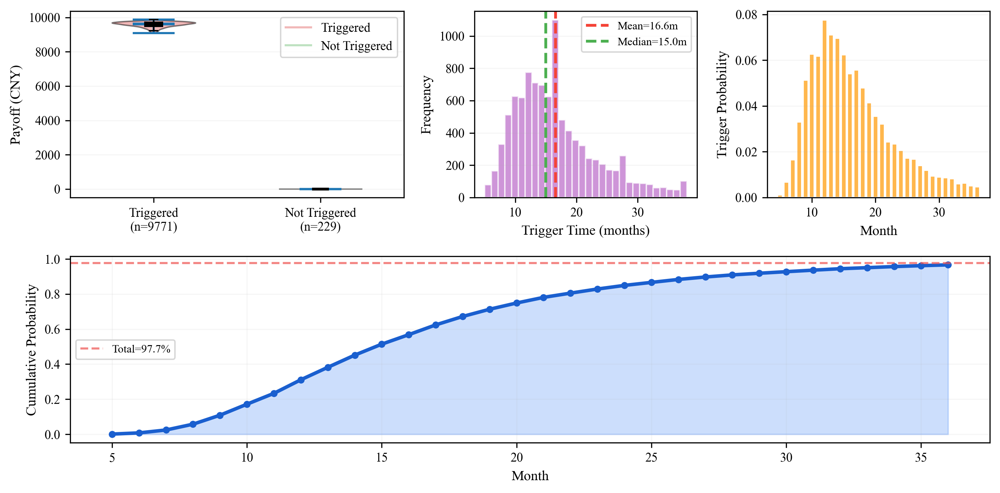 10000
8000
6000
4000
2000
0
Payoff (CNY)
Triggered
Not Triggered
Triggered
(n=9771)
Not Triggered
(n=229)
1000
800
600
400
200
0
Frequency
Mean=16.6m
Median=15.0m
10 20 30
Trigger Time (months)
0.08
0.06
0.04
0.02
0.00
Trigger Probability
10 20 30
Month
1.0
0.8
0.6
0.4
0.2
0.0
Cumulative Probability
Total=97.7%
5 10 15 20 25 30 35
Month